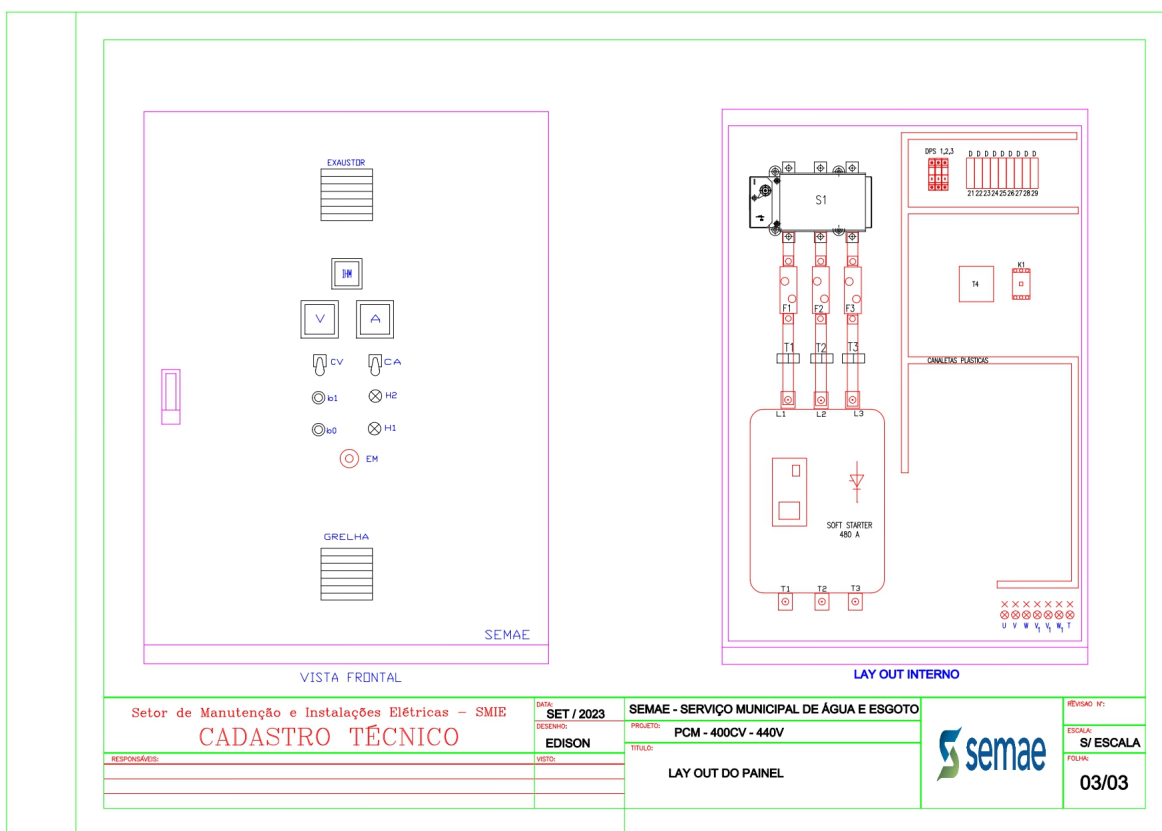 EXAUSTOR
IHM
V
A
CV
CA
b1
H2
b0
H1
EM
GRELHA
SEMAE
VISTA FRONTAL
S1
DPS 1,2,3
D D D D D D D D D
21 22 23 24 25 26 27 28 29
F1 F2 F3
T4
K1
T1 T2 T3
CANALETAS PLÁSTICAS
L1 L2 L3
SOFT STARTER
480 A
T1 T2 T3
U V W V1 V1 W1 T
LAY OUT INTERNO
Setor de Manutenção e Instalações Elétricas – SMIE
CADASTRO TÉCNICO
RESPONSÁVEIS:
DATA:
SET / 2023
DESENHO:
EDISON
VISTO:
SEMAE - SERVIÇO MUNICIPAL DE ÁGUA E ESGOTO
PROJETO:
PCM - 400CV - 440V
TITULO:
LAY OUT DO PAINEL
semae
REVISAO Nº:
ESCALA:
S/ ESCALA
FOLHA:
03/03